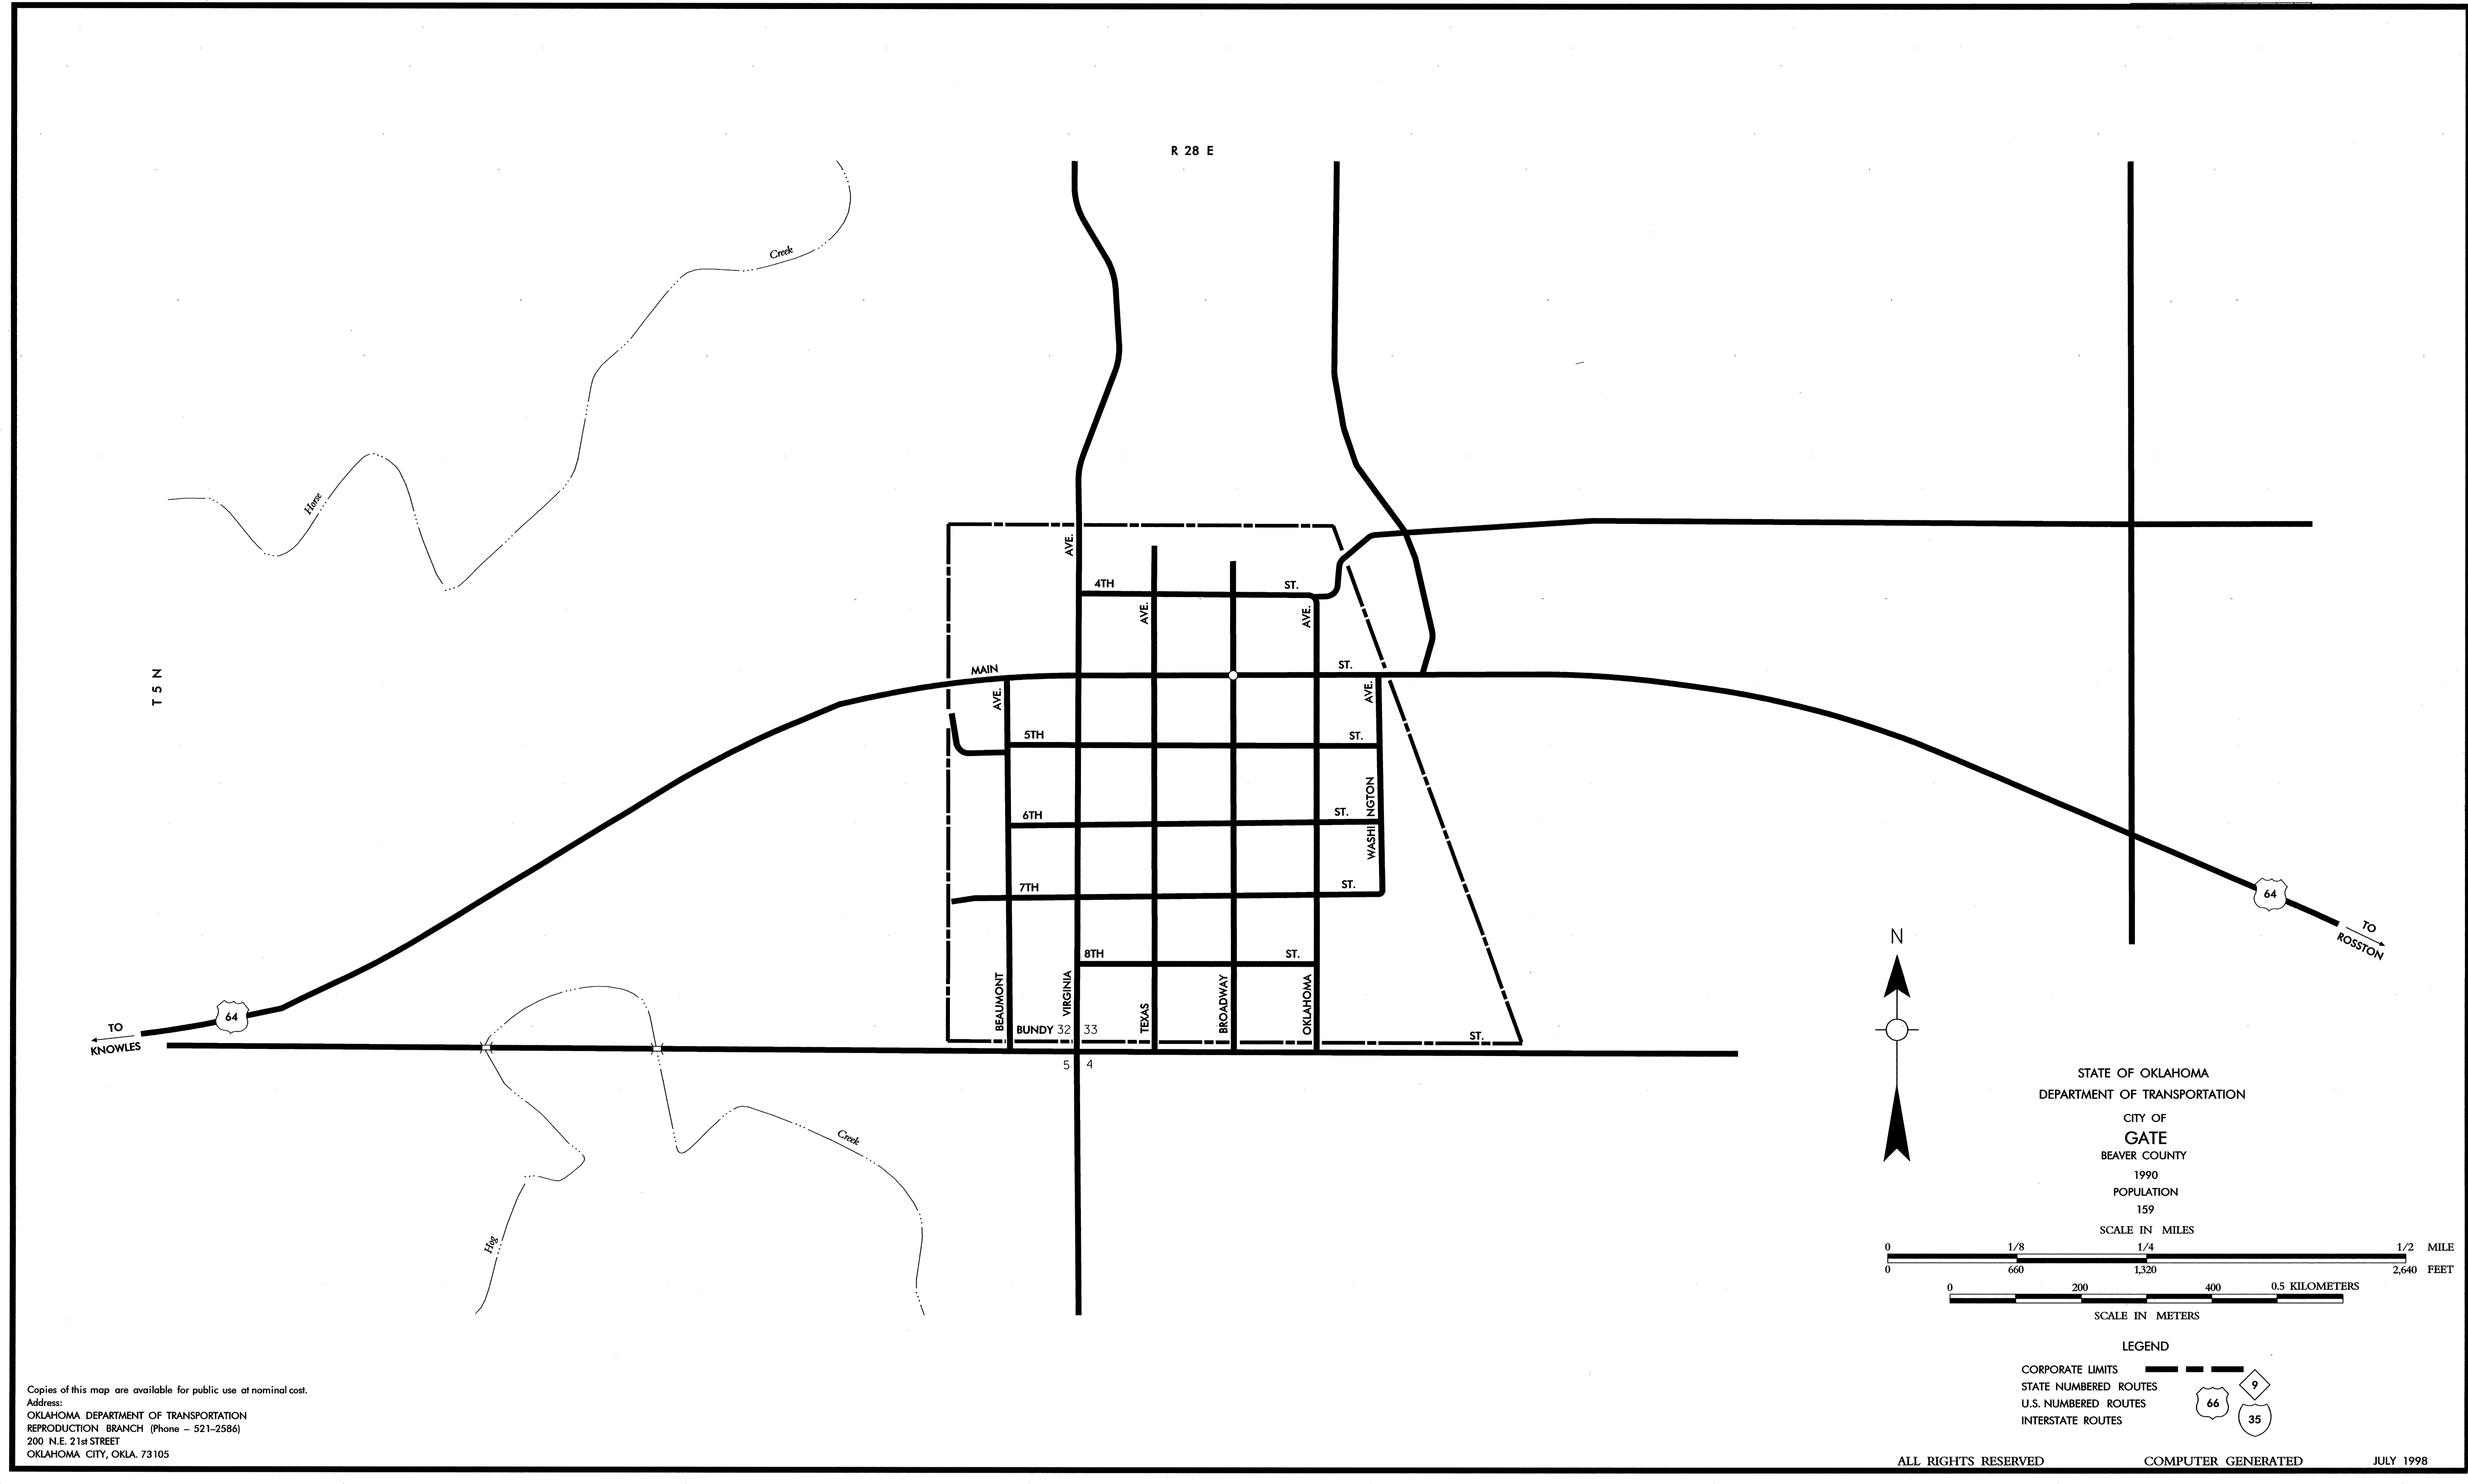 R 28 E
Creek
Horse
T 5 N
AVE.
4TH ST.
AVE.
AVE.
MAIN ST.
AVE.
AVE.
5TH ST.
WASHINGTON
6TH ST.
7TH ST.
8TH ST.
BEAUMONT
VIRGINIA
TEXAS
BROADWAY
OKLAHOMA
BUNDY 32 33 ST.
5 4
64
TO
KNOWLES
64
TO
ROSSTON
Creek
Hog
N
STATE OF OKLAHOMA
DEPARTMENT OF TRANSPORTATION
CITY OF
GATE
BEAVER COUNTY
1990
POPULATION
159
SCALE IN MILES
0 1/8 1/4 1/2 MILE
0 660 1,320 2,640 FEET
0 200 400 0.5 KILOMETERS
SCALE IN METERS
LEGEND
CORPORATE LIMITS
STATE NUMBERED ROUTES 9
U.S. NUMBERED ROUTES 66
INTERSTATE ROUTES 35
Copies of this map are available for public use at nominal cost.
Address:
OKLAHOMA DEPARTMENT OF TRANSPORTATION
REPRODUCTION BRANCH (Phone – 521–2586)
200 N.E. 21st STREET
OKLAHOMA CITY, OKLA. 73105
ALL RIGHTS RESERVED COMPUTER GENERATED JULY 1998